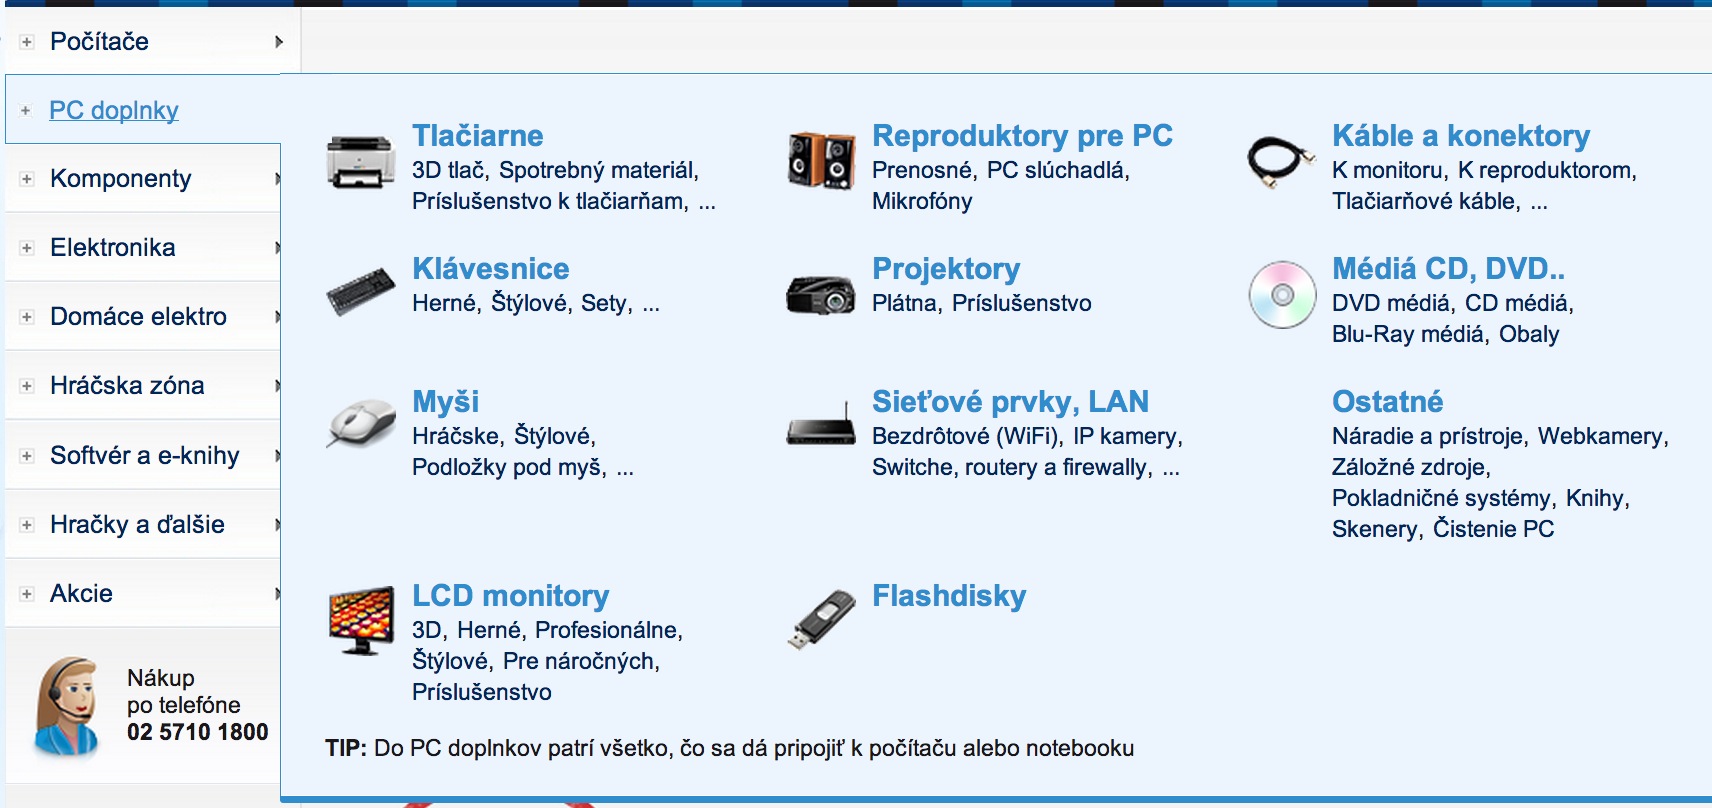 Počítače
PC doplnky
Komponenty
Elektronika
Domáce elektro
Hráčska zóna
Softvér a e-knihy
Hračky a ďalšie
Akcie
Nákup
po telefóne
02 5710 1800
Tlačiarne
3D tlač, Spotrebný materiál,
Príslušenstvo k tlačiarňam, ...
Reproduktory pre PC
Prenosné, PC slúchadlá,
Mikrofóny
Káble a konektory
K monitoru, K reproduktorom,
Tlačiarňové káble, ...
Klávesnice
Herné, Štýlové, Sety, ...
Projektory
Plátna, Príslušenstvo
Médiá CD, DVD..
DVD médiá, CD médiá,
Blu-Ray médiá, Obaly
Myši
Hráčske, Štýlové,
Podložky pod myš, ...
Sieťové prvky, LAN
Bezdrôtové (WiFi), IP kamery,
Switche, routery a firewally, ...
Ostatné
Náradie a prístroje, Webkamery,
Záložné zdroje,
Pokladničné systémy, Knihy,
Skenery, Čistenie PC
LCD monitory
3D, Herné, Profesionálne,
Štýlové, Pre náročných,
Príslušenstvo
Flashdisky
TIP: Do PC doplnkov patrí všetko, čo sa dá pripojiť k počítaču alebo notebooku